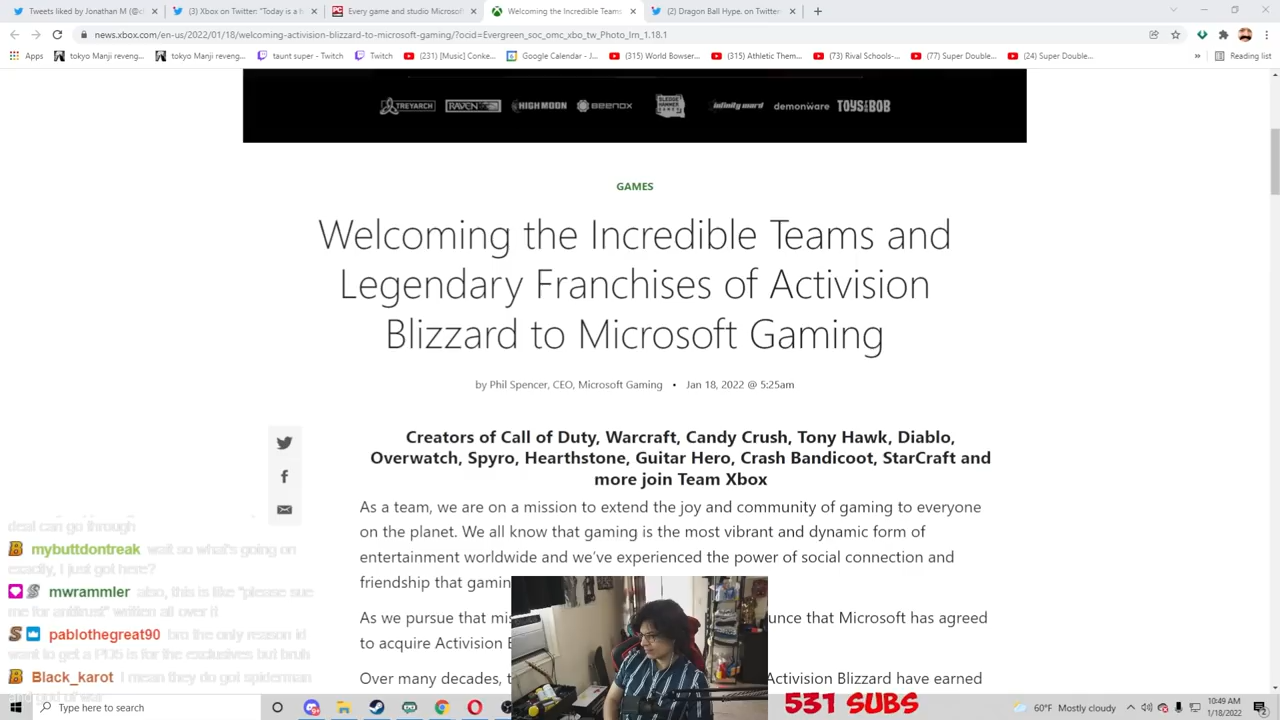 Tweets liked by Jonathan M (@d
(3) Xbox on Twitter: "Today is a
Every game and studio Microsoft
Welcoming the Incredible Teams
(2) Dragon Ball Hype. on Twitter
news.xbox.com/en-us/2022/01/18/welcoming-activision-blizzard-to-microsoft-gaming/?ocid=Evergreen_soc_omc_xbo_tw_Photo_lrn_1.18.1
Apps
tokyo Manji reveng...
tokyo Manji reveng...
taunt super - Twitch
Twitch
(231) [Music] Conke...
Google Calendar - J...
(315) World Bowser...
(315) Athletic Them...
(73) Rival Schools-...
(77) Super Double...
(24) Super Double...
»
Reading list
TREYARCH
RAVEN
HIGH MOON
BEENOX
SLEDGEHAMMER GAMES
infinity ward
demonware
TOYS FOR BOB
GAMES
Welcoming the Incredible Teams and
Legendary Franchises of Activision
Blizzard to Microsoft Gaming
by Phil Spencer, CEO, Microsoft Gaming • Jan 18, 2022 @ 5:25am
Creators of Call of Duty, Warcraft, Candy Crush, Tony Hawk, Diablo,
Overwatch, Spyro, Hearthstone, Guitar Hero, Crash Bandicoot, StarCraft and
more join Team Xbox
As a team, we are on a mission to extend the joy and community of gaming to everyone
on the planet. We all know that gaming is the most vibrant and dynamic form of
entertainment worldwide and we've experienced the power of social connection and
friendship that gamin
As we pursue that mis
unce that Microsoft has agreed
to acquire Activision B
Over many decades, t
Activision Blizzard have earned
deal can go through
mybuttdontreak wait so what's going on
exactly, I just got here?
mwrammler also, this is like "please sue
me for antitrust" written all over it
pablothegreat90 bro the only reason id
want to get a PS5 is for the exclusives but bruh
Black_karot I mean they do got spiderman
531 SUBS
Type here to search
60°F Mostly cloudy
10:49 AM
1/18/2022